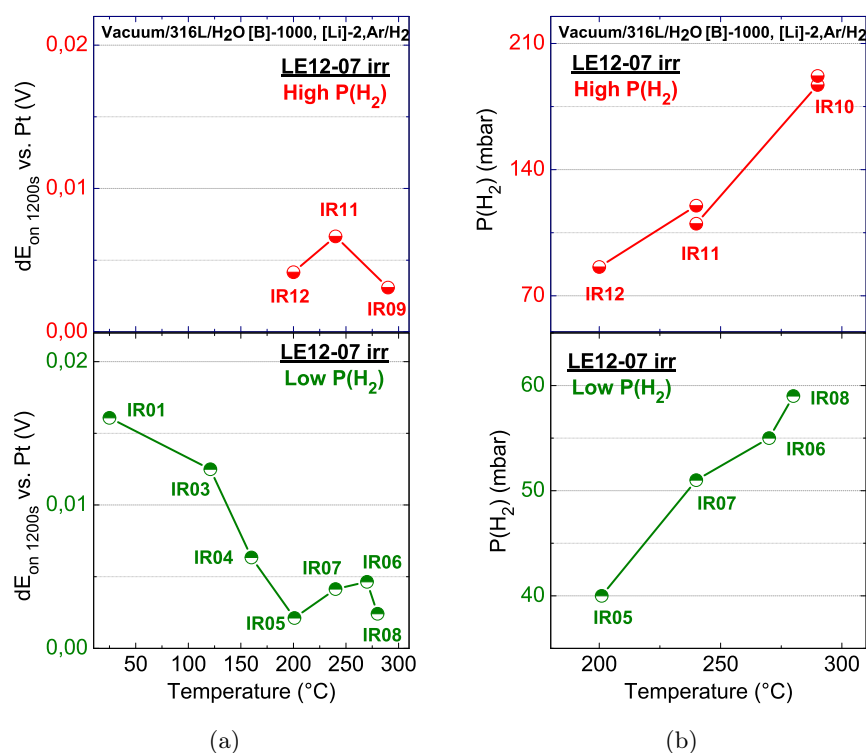 Vacuum/316L/H₂O [B]-1000, [Li]-2,Ar/H₂
0,02
LE12-07 irr
High P(H₂)
dE on 1200s vs. Pt (V)
0,01
IR11
IR12
IR09
0,00
LE12-07 irr
Low P(H₂)
0,02
IR01
dE on 1200s vs. Pt (V)
IR03
0,01
IR04
IR07
IR06
IR05
IR08
0,00
50 100 150 200 250 300
Temperature (°C)
(a)
Vacuum/316L/H₂O [B]-1000, [Li]-2,Ar/H₂
210
LE12-07 irr
High P(H₂)
IR10
P(H₂) (mbar)
140
IR11
IR12
70
LE12-07 irr
Low P(H₂)
60
IR08
IR06
P(H₂) (mbar)
50
IR07
40
IR05
200 250 300
Temperature (°C)
(b)